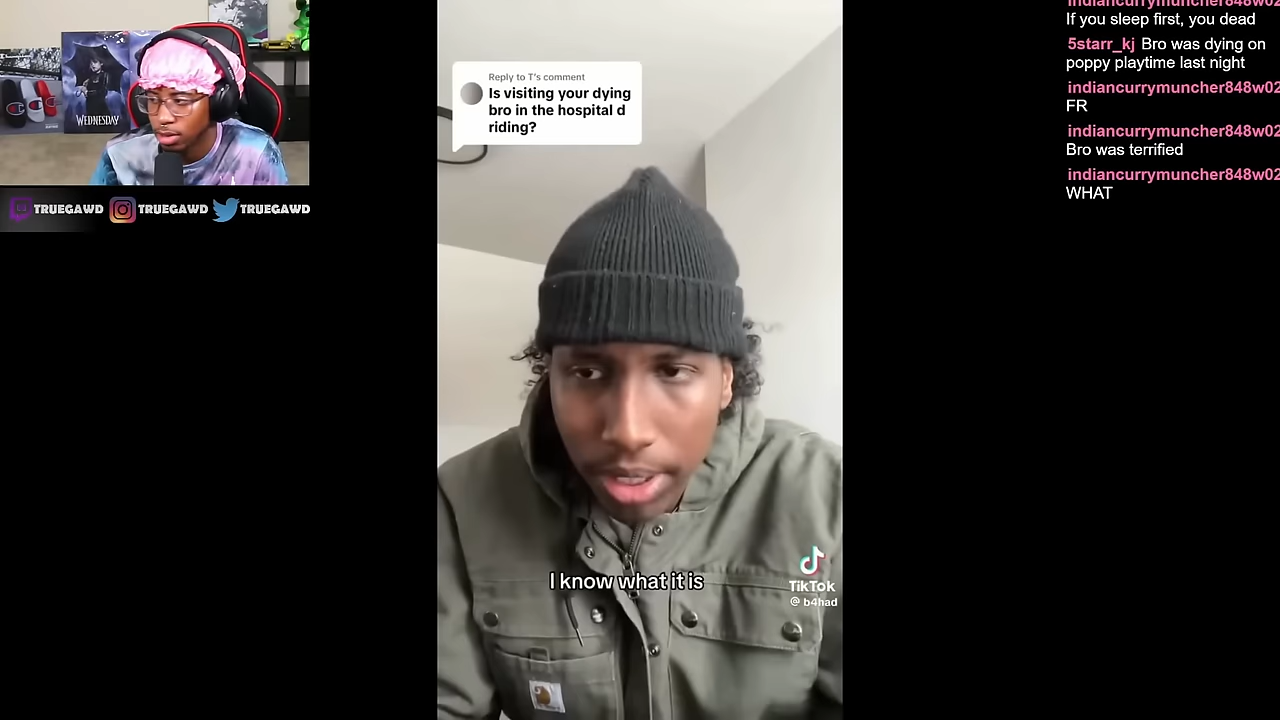 WEDNESDAY
TRUEGAWD TRUEGAWD TRUEGAWD
Reply to T's comment
Is visiting your dying
bro in the hospital d
riding?
I know what it is
TikTok
@ b4had
indiancurrymuncher848w02
If you sleep first, you dead
5starr_kj Bro was dying on
poppy playtime last night
indiancurrymuncher848w02
FR
indiancurrymuncher848w02
Bro was terrified
indiancurrymuncher848w02
WHAT